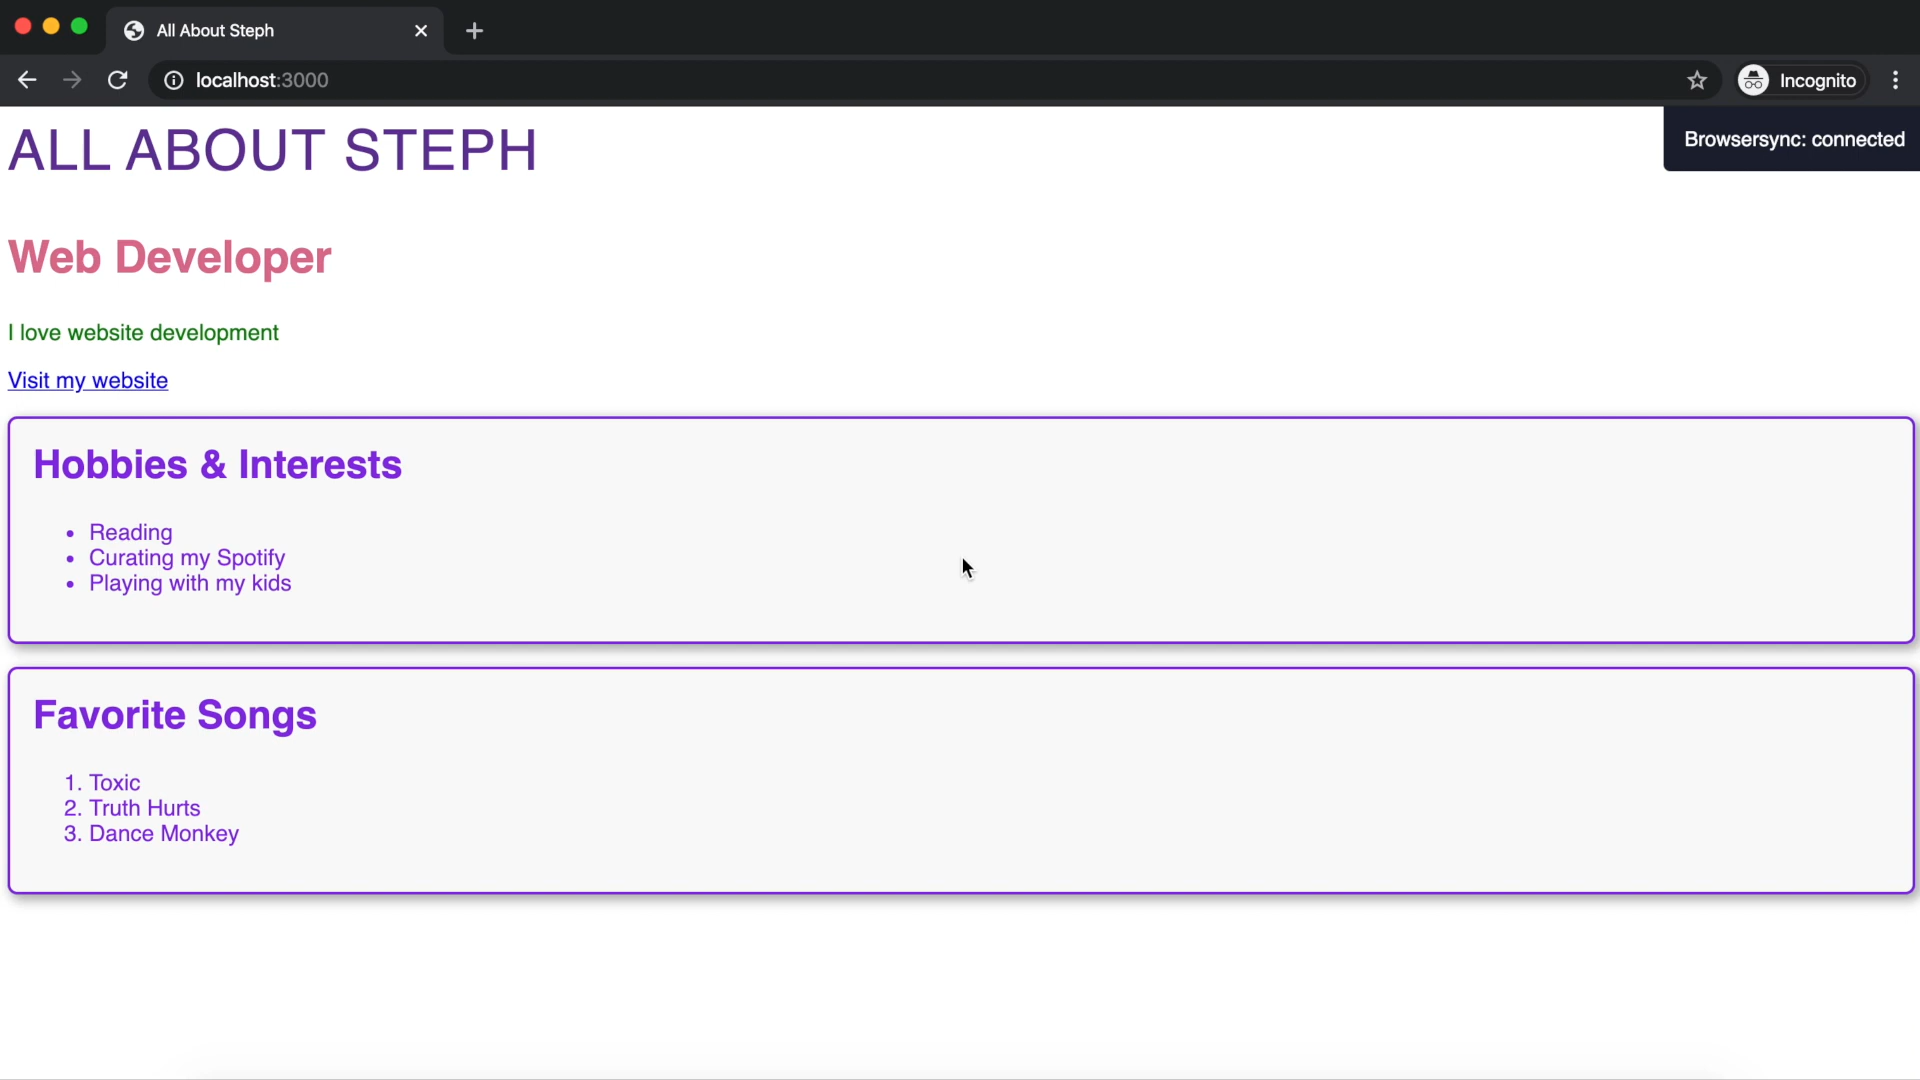 All About Steph
localhost:3000
Incognito
Browsersync: connected
ALL ABOUT STEPH
Web Developer
I love website development
Visit my website
Hobbies & Interests
• Reading
• Curating my Spotify
• Playing with my kids
Favorite Songs
1. Toxic
2. Truth Hurts
3. Dance Monkey